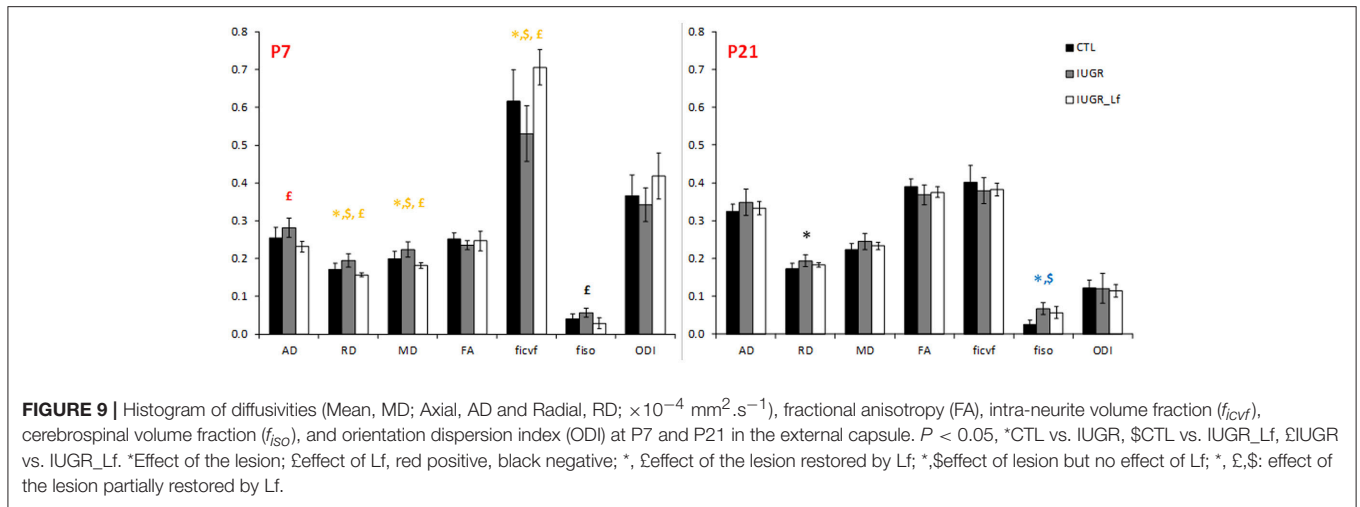 0.8
0.7
0.6
0.5
0.4
0.3
0.2
0.1
0.0
P7
£
*,$, £
*,$, £
*,$, £
£
AD RD MD FA ficvf fiso ODI
0.8
0.7
0.6
0.5
0.4
0.3
0.2
0.1
0.0
P21
CTL
IUGR
IUGR_Lf
*
*,$
AD RD MD FA ficvf fiso ODI
FIGURE 9 | Histogram of diffusivities (Mean, MD; Axial, AD and Radial, RD; ×10⁻⁴ mm².s⁻¹), fractional anisotropy (FA), intra-neurite volume fraction (f_icvf),
cerebrospinal volume fraction (f_iso), and orientation dispersion index (ODI) at P7 and P21 in the external capsule. P < 0.05, *CTL vs. IUGR, $CTL vs. IUGR_Lf, £IUGR
vs. IUGR_Lf. *Effect of the lesion; £effect of Lf, red positive, black negative; *, £effect of the lesion restored by Lf; *,$effect of lesion but no effect of Lf; *, £,$: effect of
the lesion partially restored by Lf.